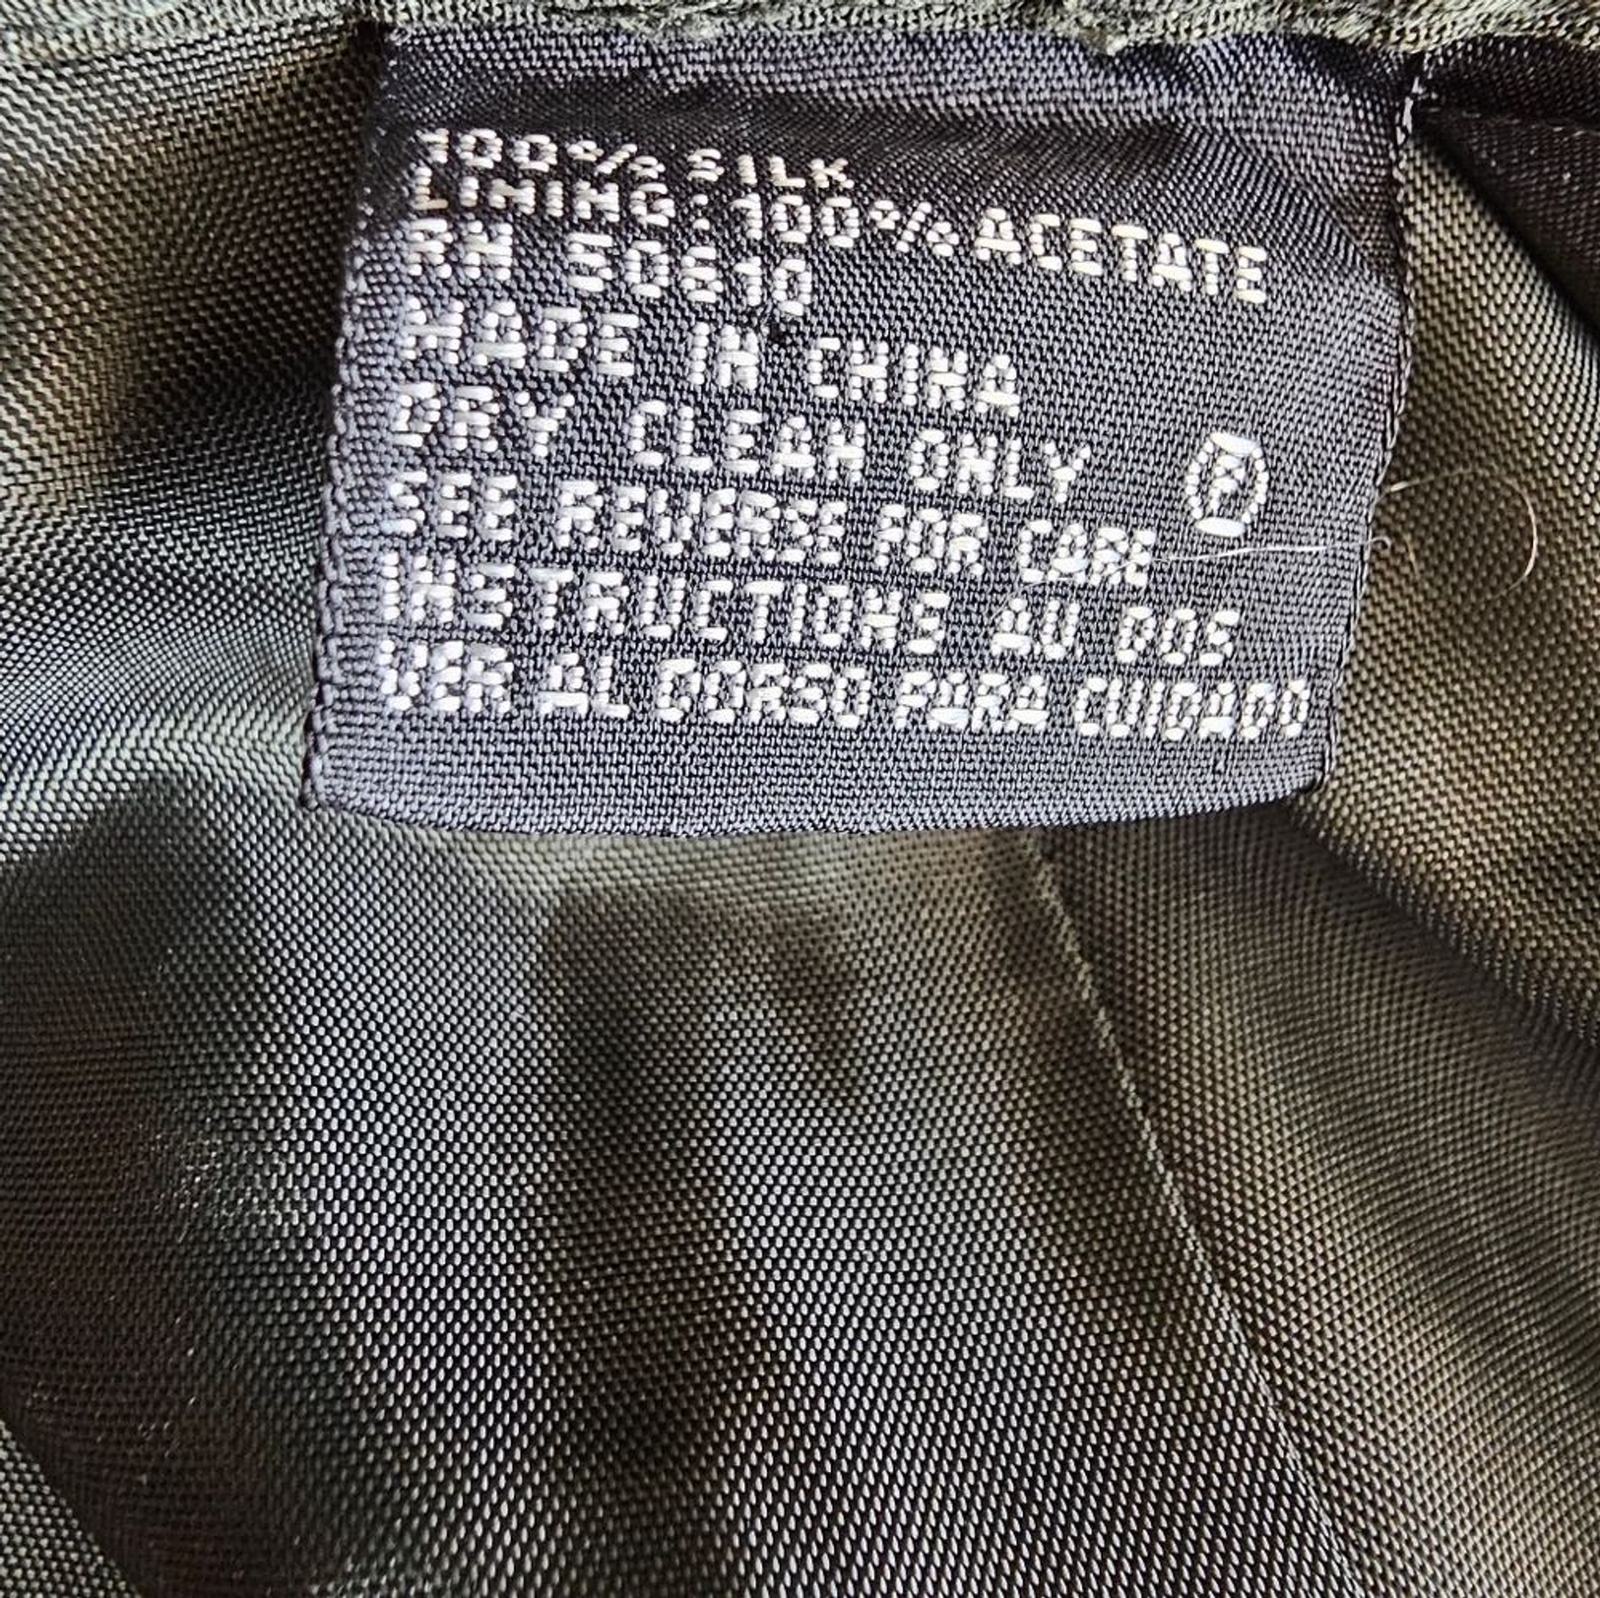 100% SILK
LINING: 100% ACETATE
RN 50610
MADE IN CHINA
DRY CLEAN ONLY Ⓟ
SEE REVERSE FOR CARE
INSTRUCTIONS AU DOS
VER AL DORSO PARA CUIDADO